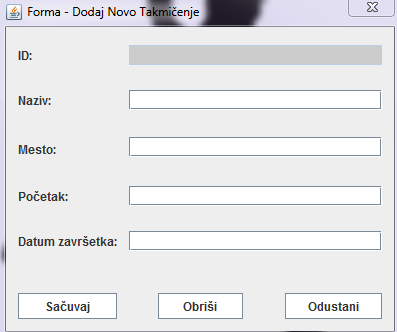 Forma - Dodaj Novo Takmičenje
ID:
Naziv:
Mesto:
Početak:
Datum završetka:
Sačuvaj Obriši Odustani